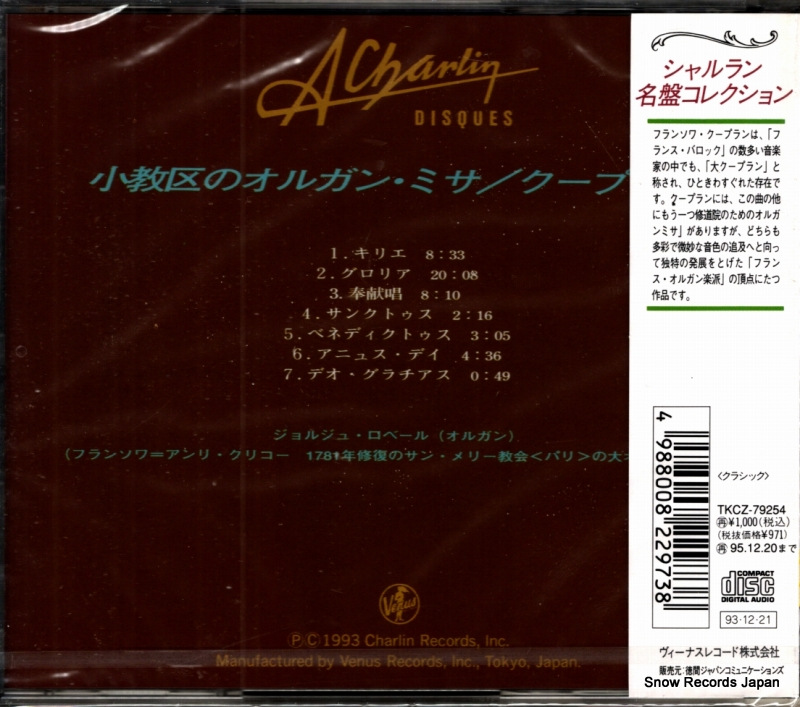 ACharlin
DISQUES
小教区のオルガン・ミサ／クープ
1．キリエ 8：33
2．グロリア 20：08
3．奉献唱 8：10
4．サンクトゥス 2：16
5．ベネディクトゥス 3：05
6．アニュス・デイ 4：36
7．デオ・グラチアス 0：49
ジョルジュ・ロベール（オルガン）
（フランソワ＝アンリ・クリコー 1781年修復のサン・メリー教会＜パリ＞の大
Venus
ⓅⒸ1993 Charlin Records, Inc.
Manufactured by Venus Records, Inc., Tokyo, Japan.
シャルラン
名盤コレクション
フランソワ・クープランは、「フ
ランス・バロック」の数多い音楽
家の中でも、「大クープラン」と
称され、ひときわすぐれた存在で
す。クープランには、この曲の他
にもう一つ修道院のためのオルガ
ンミサ」がありますが、どちらも
多彩で微妙な音色の追及へと向っ
て独特の発展をとげた「フラン
ス・オルガン楽派」の頂点にたつ
作品です。
4 988008 229738
〈クラシック〉
TKCZ-79254
再¥1,000(税込)
(税抜価格¥971)
再95.12.20まで
COMPACT
disc
DIGITAL AUDIO
93・12・21
ヴィーナスレコード株式会社
販売元：徳間ジャパンコミュニケーションズ
Snow Records Japan